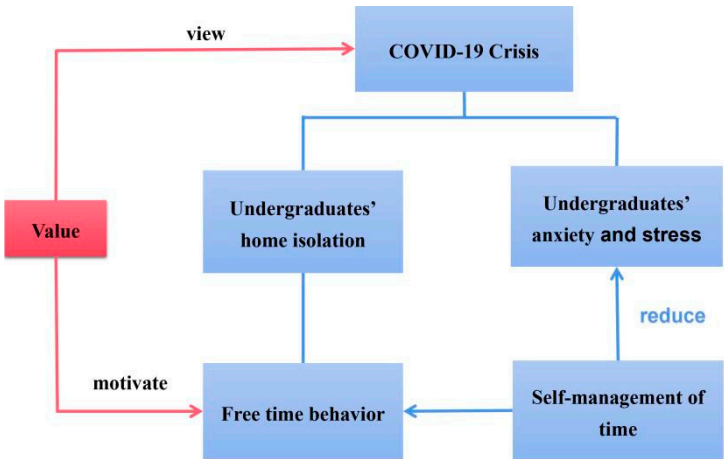 view
COVID-19 Crisis
Undergraduates’
home isolation
Undergraduates’
anxiety and stress
Value
reduce
motivate
Free time behavior
Self-management of
time